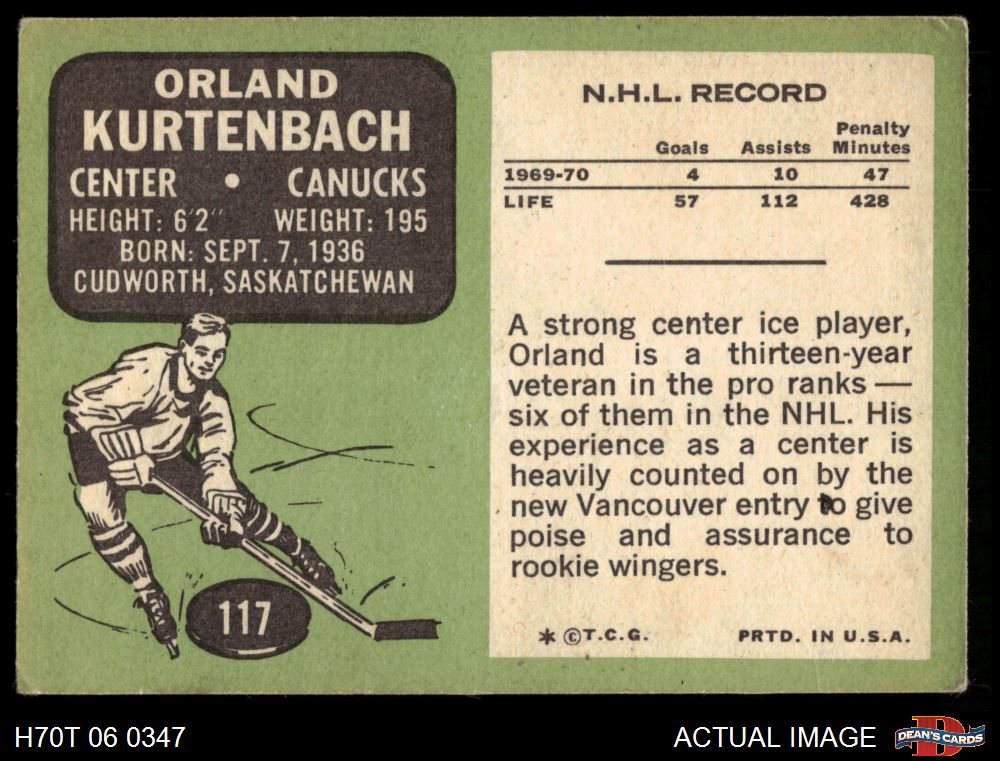 ORLAND
KURTENBACH
CENTER • CANUCKS
HEIGHT: 6'2" WEIGHT: 195
BORN: SEPT. 7, 1936
CUDWORTH, SASKATCHEWAN
117
N.H.L. RECORD
Goals Assists Penalty Minutes
1969-70 4 10 47
LIFE 57 112 428
A strong center ice player,
Orland is a thirteen-year
veteran in the pro ranks —
six of them in the NHL. His
experience as a center is
heavily counted on by the
new Vancouver entry to give
poise and assurance to
rookie wingers.
* © T.C.G. PRTD. IN U.S.A.
H70T 06 0347
ACTUAL IMAGE
DEAN'S CARDS